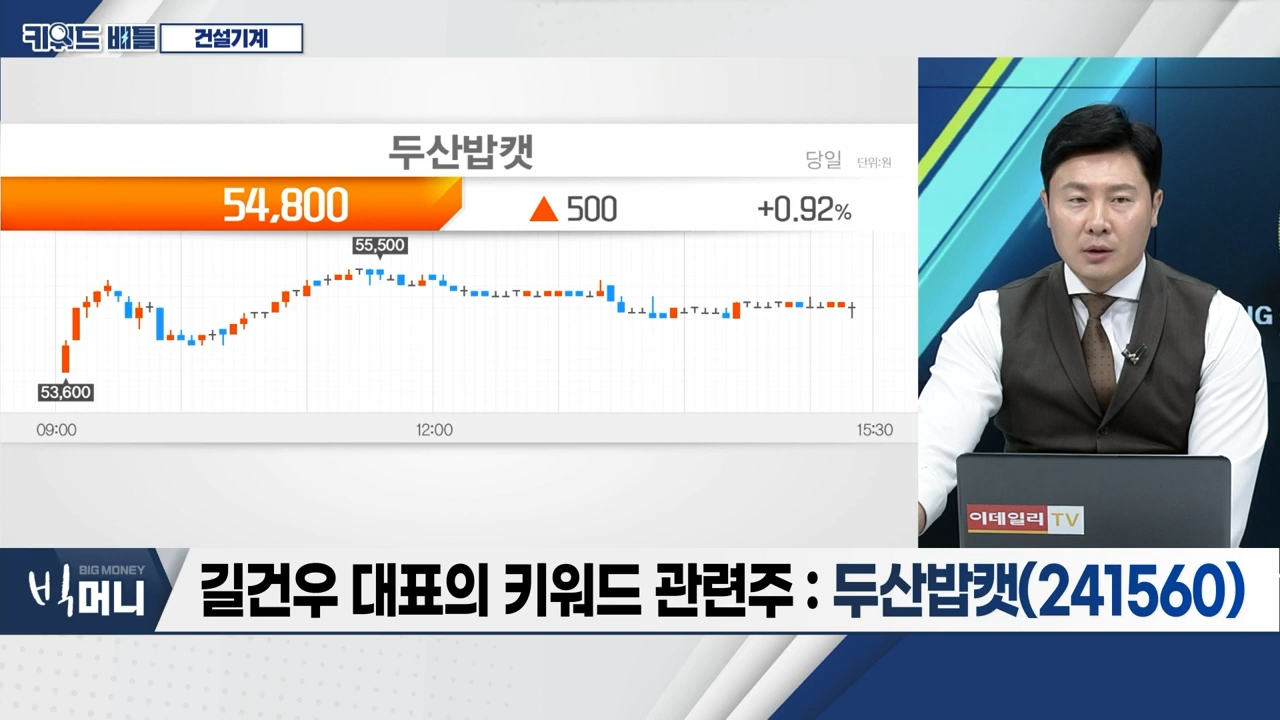 키워드 배틀
건설기계
두산밥캣
당일 단위:원
54,800 ▲ 500 +0.92%
55,500
53,600
09:00 12:00 15:30
NG
이데일리 TV
BIG MONEY
빅머니
길건우 대표의 키워드 관련주 : 두산밥캣(241560)